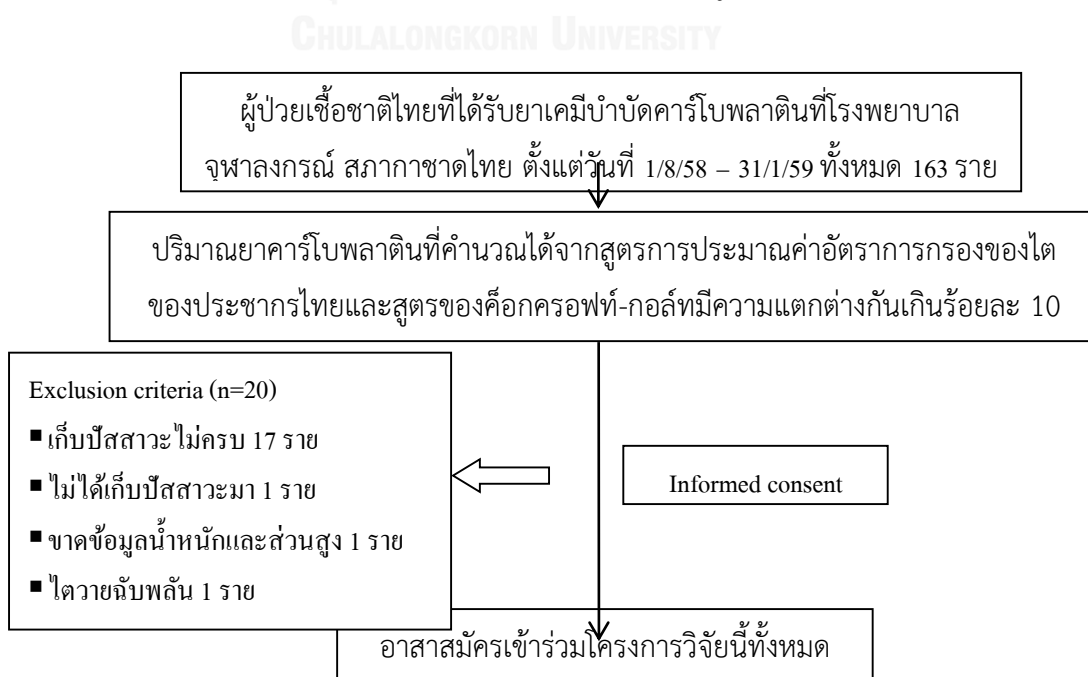 CHULALONGKORN UNIVERSITY
ผู้ป่วยเชื้อชาติไทยที่ได้รับยาเคมีบำบัดคาร์โบพลาตินที่โรงพยาบาล
จุฬาลงกรณ์ สภากาชาดไทย ตั้งแต่วันที่ 1/8/58 – 31/1/59 ทั้งหมด 163 ราย
ปริมาณยาคาร์โบพลาตินที่คำนวณได้จากสูตรการประมาณค่าอัตราการกรองของไต
ของประชากรไทยและสูตรของค็อกครอฟท์-กอล์ทมีความแตกต่างกันเกินร้อยละ 10
Exclusion criteria (n=20)
▪ เก็บปัสสาวะไม่ครบ 17 ราย
▪ ไม่ได้เก็บปัสสาวะมา 1 ราย
▪ ขาดข้อมูลน้ำหนักและส่วนสูง 1 ราย
▪ ไตวายฉับพลัน 1 ราย
Informed consent
อาสาสมัครเข้าร่วมโครงการวิจัยนี้ทั้งหมด